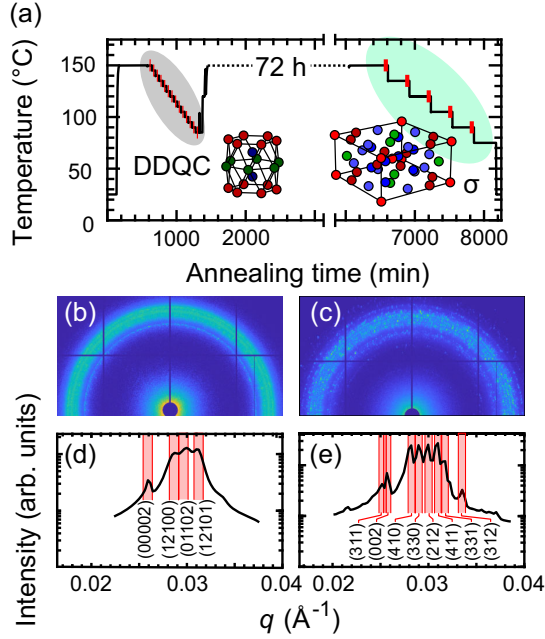 (a)
Temperature (°C)
200
150
100
50
0
72 h
DDQC
σ
1000
2000
7000
8000
Annealing time (min)
(b)
(c)
Intensity (arb. units)
(d)
(00002)
(12100)
(01102)
(12101)
(e)
(311)
(002)
(410)
(330)
(212)
(411)
(331)
(312)
0.02
0.03
0.04
0.02
0.03
0.04
q (Å⁻¹)